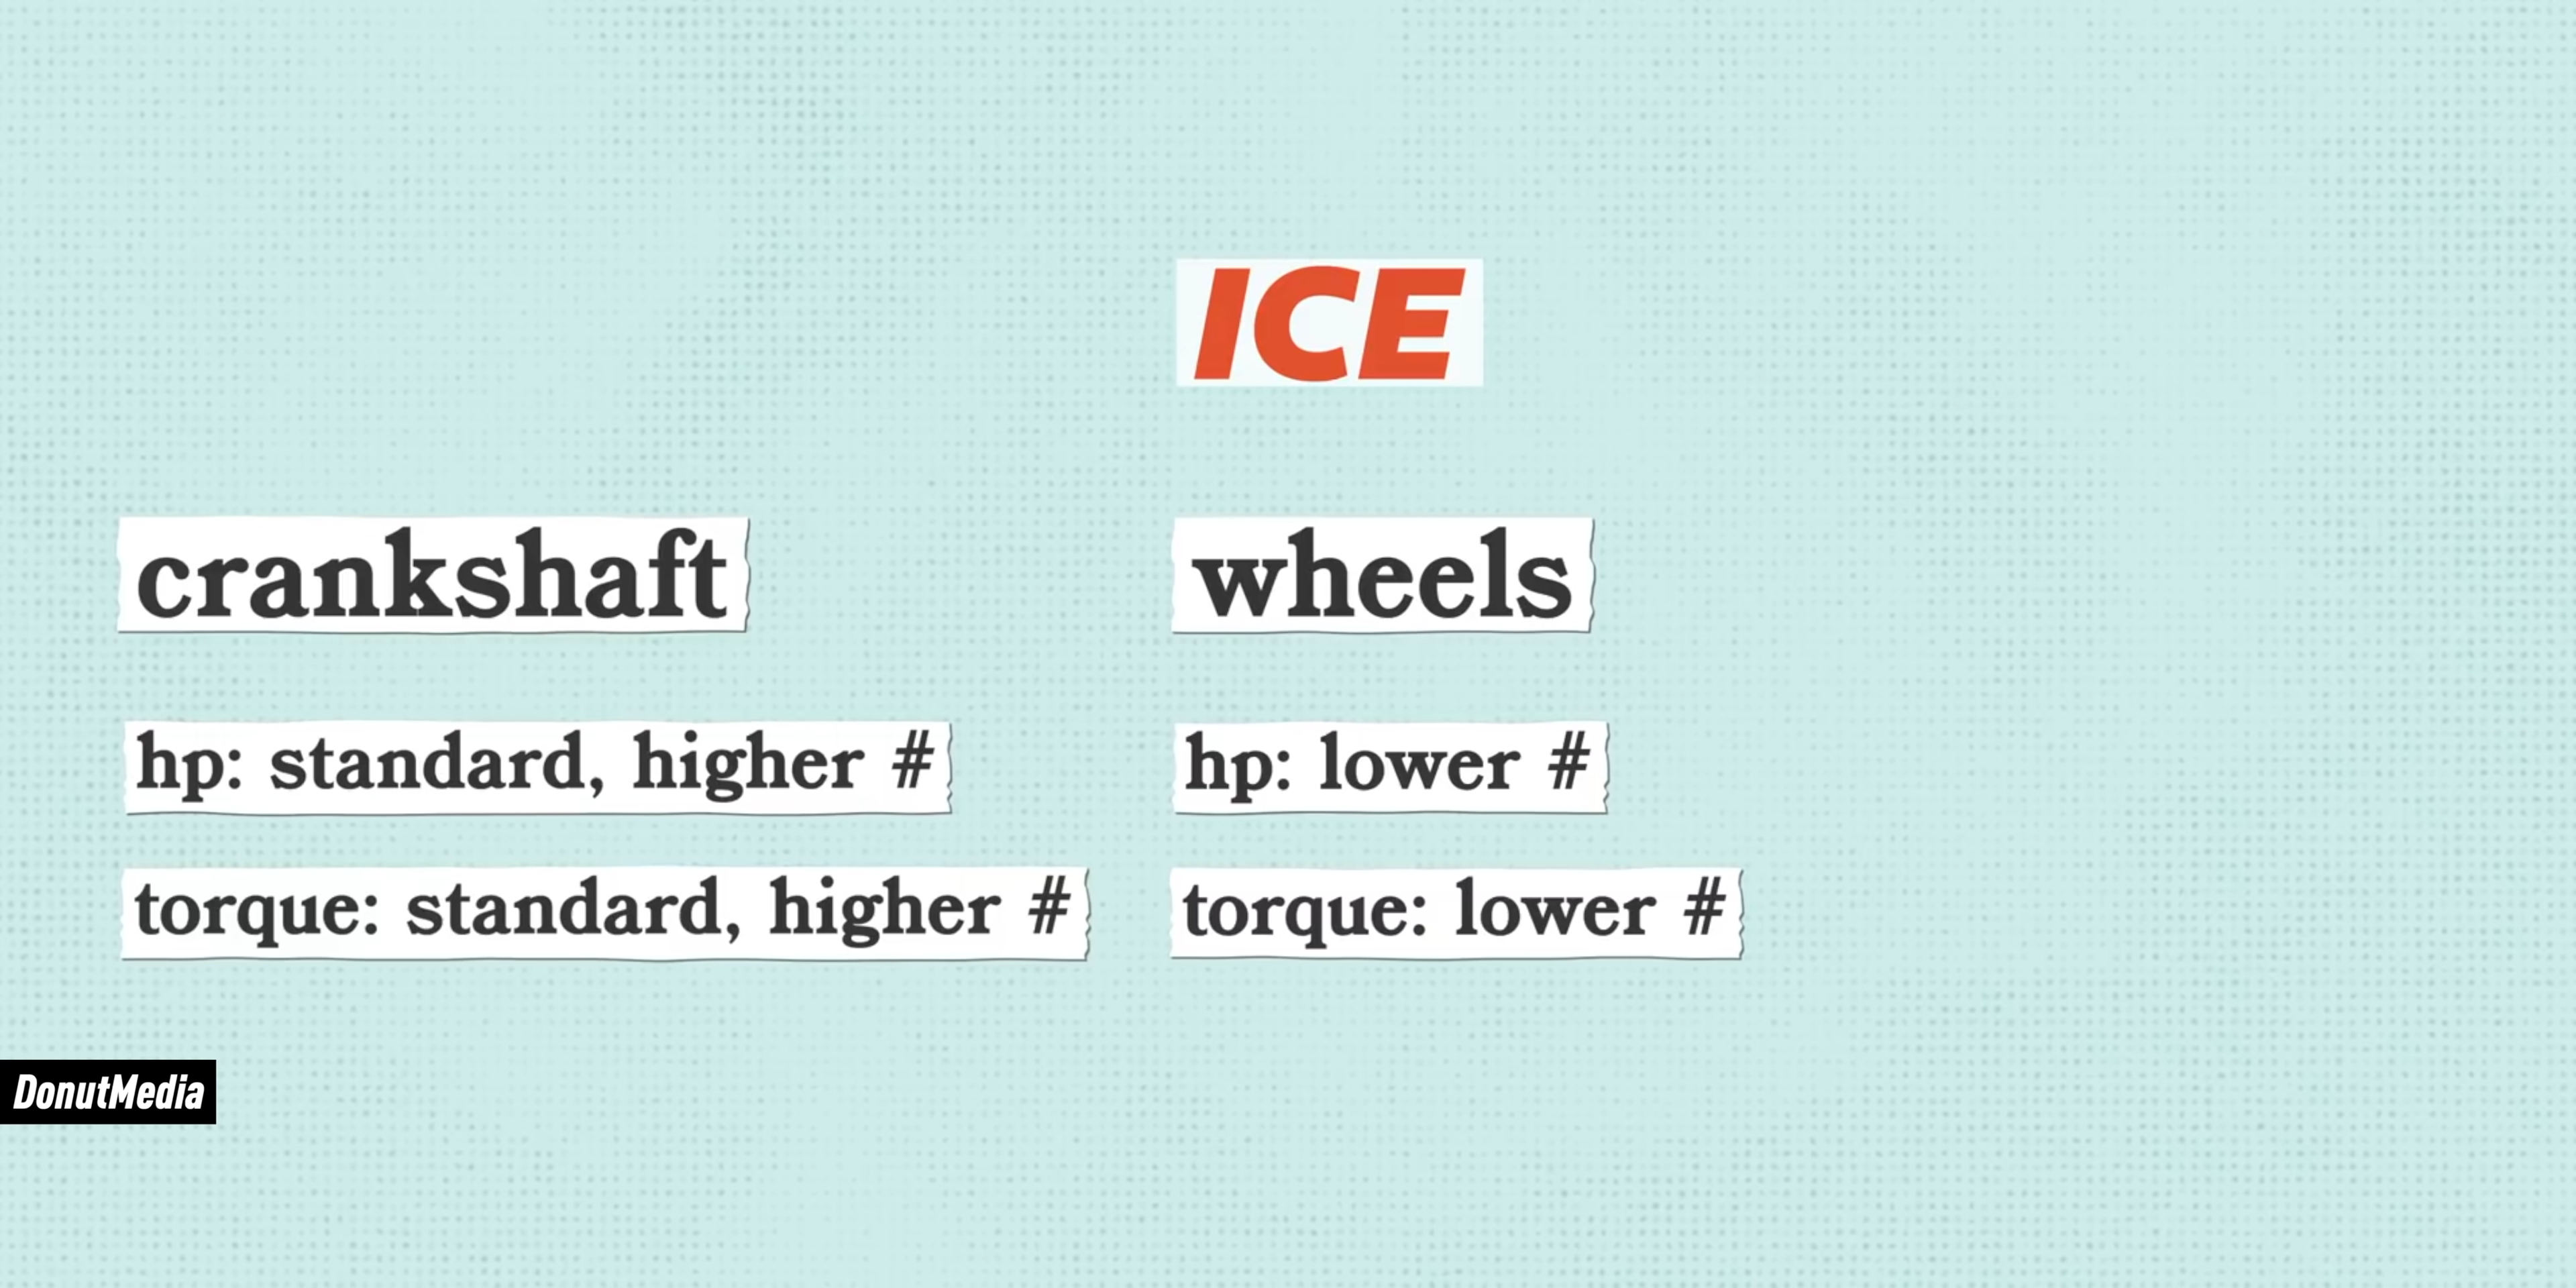 ICE
crankshaft
wheels
hp: standard, higher #
hp: lower #
torque: standard, higher #
torque: lower #
DonutMedia